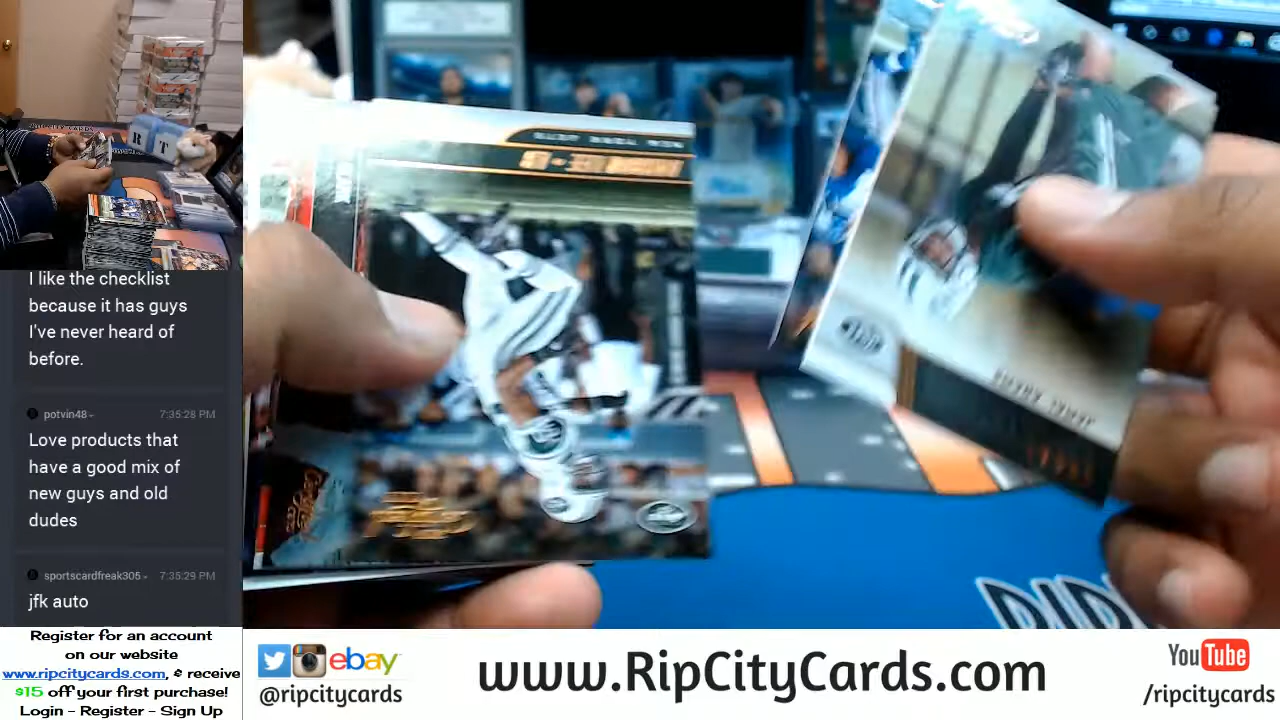 I like the checklist
because it has guys
I've never heard of
before.
potvin48
7:35:28 PM
Love products that
have a good mix of
new guys and old
dudes
sportscardfreak305
7:35:29 PM
jfk auto
Register for an account
on our website
www.ripcitycards.com, & receive
$15 off your first purchase!
Login - Register - Sign Up
ebay
@ripcitycards
www.RipCityCards.com
YouTube
/ripcitycards
NEW YORK JETS
R T